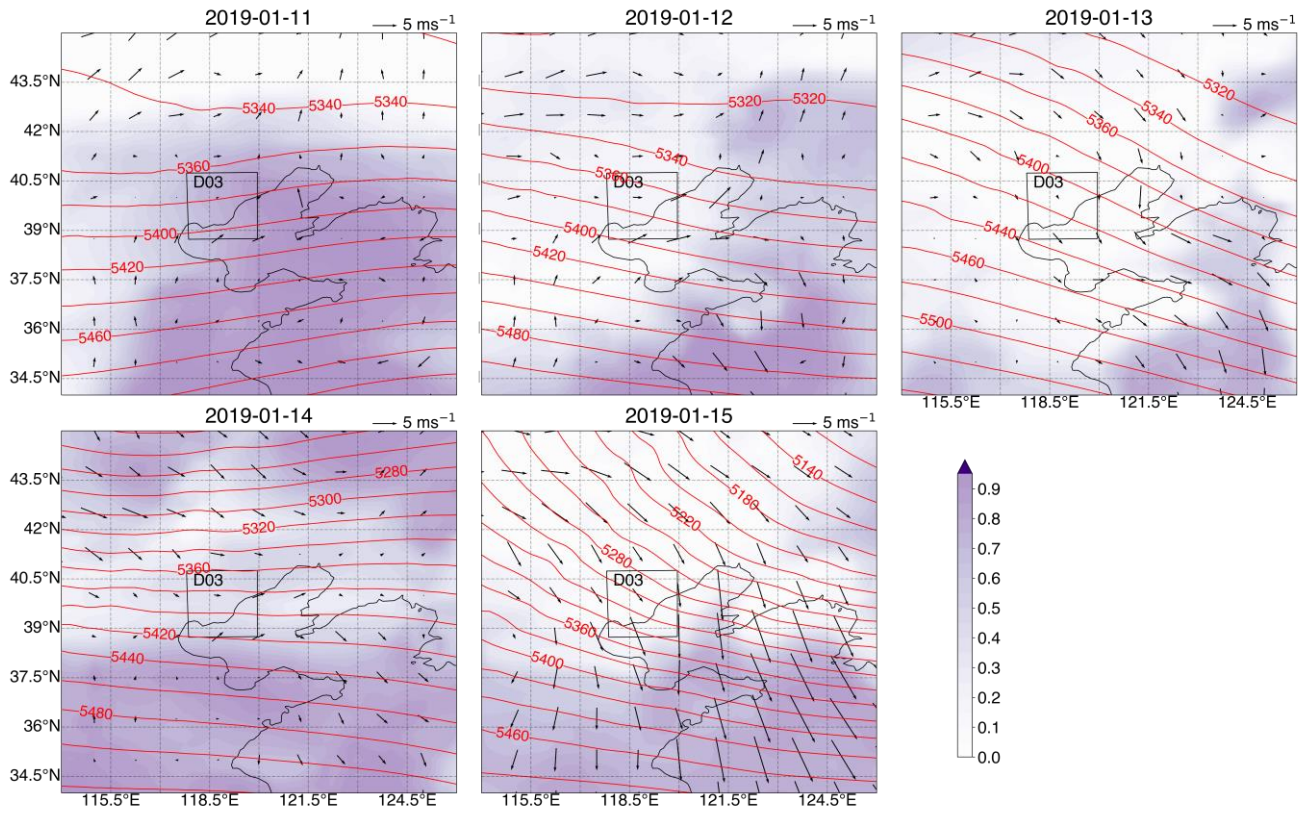 2019-01-11
5 ms⁻¹
2019-01-12
5 ms⁻¹
2019-01-13
5 ms⁻¹
43.5°N
42°N
40.5°N
39°N
37.5°N
36°N
34.5°N
5340
5340
5340
5360
D03
5400
5420
5460
5320
5320
5340
5360
D03
5400
5420
5480
5320
5340
5360
5400
D03
5440
5460
5500
115.5°E
118.5°E
121.5°E
124.5°E
2019-01-14
5 ms⁻¹
2019-01-15
5 ms⁻¹
43.5°N
42°N
40.5°N
39°N
37.5°N
36°N
34.5°N
5280
5300
5320
5360
D03
5420
5440
5480
115.5°E
118.5°E
121.5°E
124.5°E
5140
5180
5220
5280
D03
5360
5400
5460
115.5°E
118.5°E
121.5°E
124.5°E
0.9
0.8
0.7
0.6
0.5
0.4
0.3
0.2
0.1
0.0